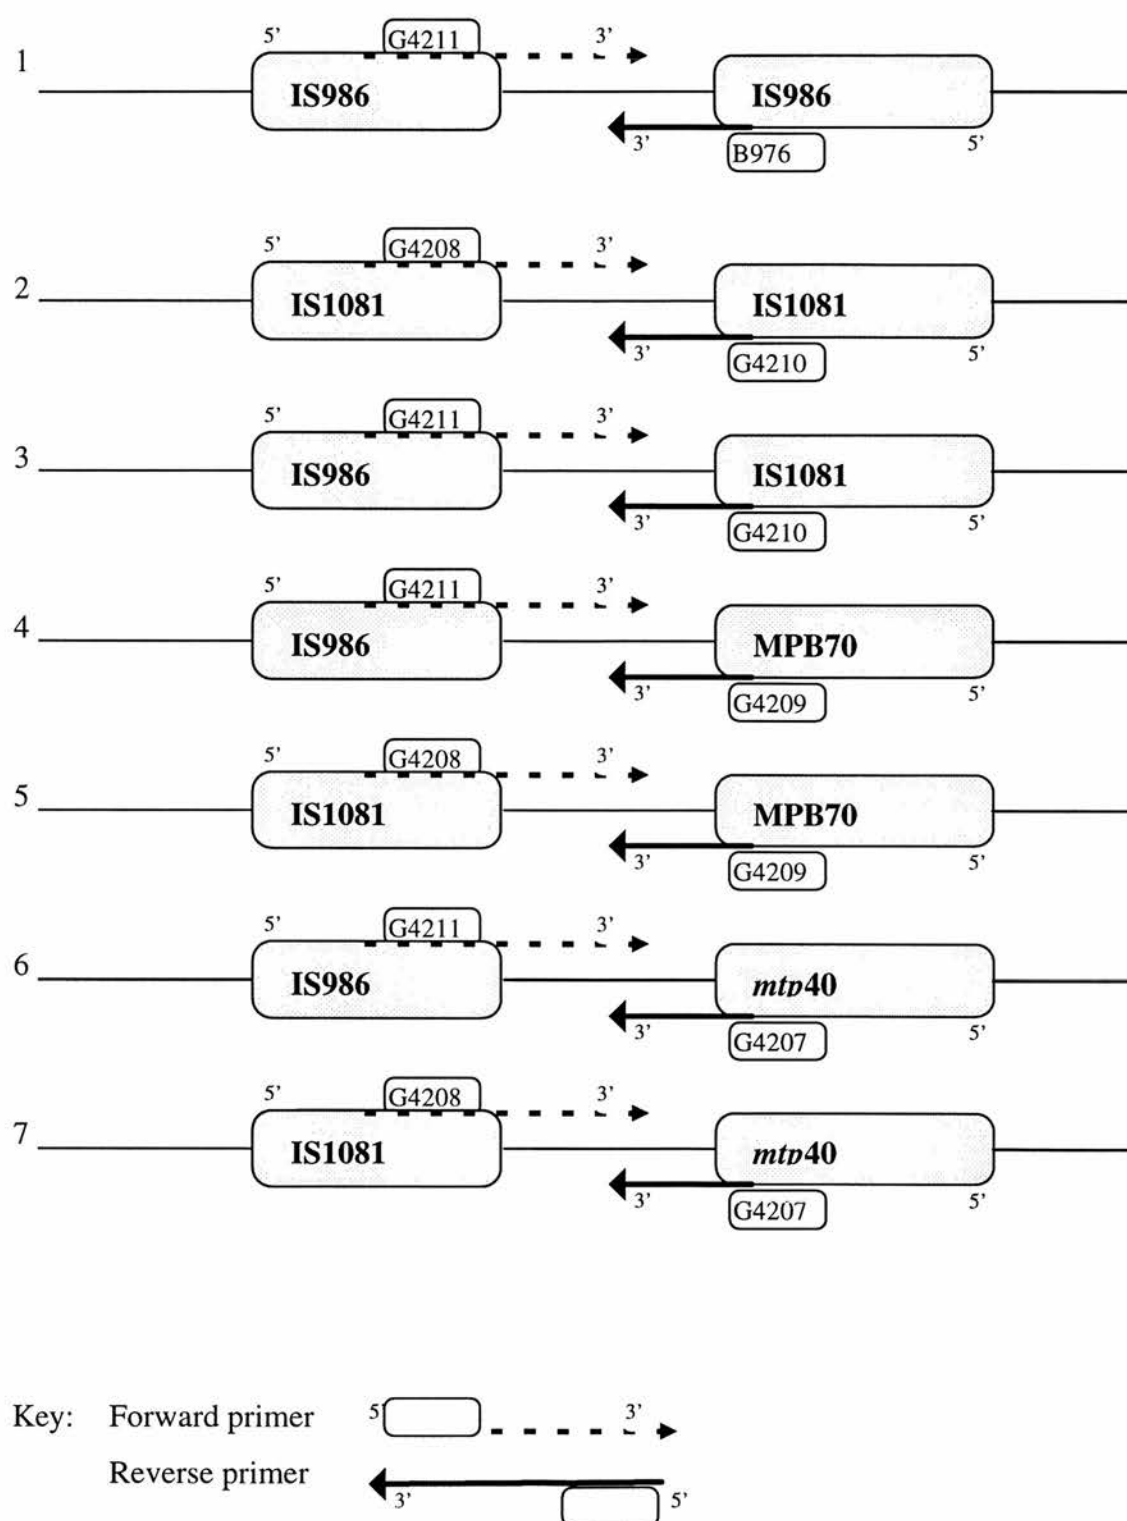 5’ G4211 3’
1 IS986 IS986
3’ B976 5’
5’ G4208 3’
2 IS1081 IS1081
3’ G4210 5’
5’ G4211 3’
3 IS986 IS1081
3’ G4210 5’
5’ G4211 3’
4 IS986 MPB70
3’ G4209 5’
5’ G4208 3’
5 IS1081 MPB70
3’ G4209 5’
5’ G4211 3’
6 IS986 mtp40
3’ G4207 5’
5’ G4208 3’
7 IS1081 mtp40
3’ G4207 5’
Key: Forward primer 5’ 3’
Reverse primer 3’ 5’